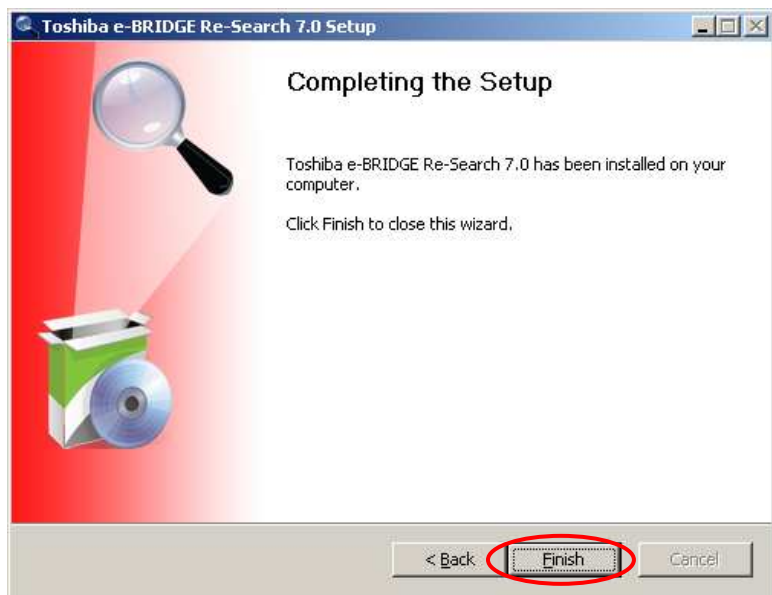 Toshiba e-BRIDGE Re-Search 7.0 Setup
Completing the Setup
Toshiba e-BRIDGE Re-Search 7.0 has been installed on your
computer.
Click Finish to close this wizard.
< Back
Finish
Cancel